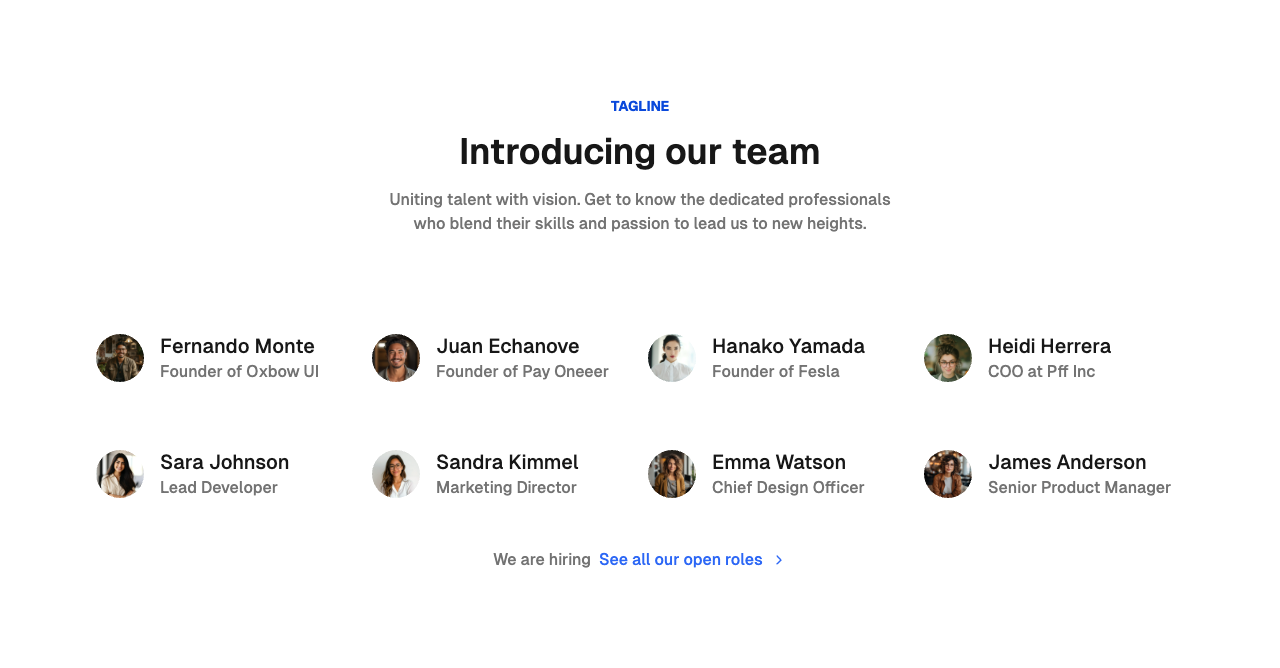 TAGLINE
Introducing our team
Uniting talent with vision. Get to know the dedicated professionals
who blend their skills and passion to lead us to new heights.
Fernando Monte
Founder of Oxbow UI
Juan Echanove
Founder of Pay Oneeer
Hanako Yamada
Founder of Fesla
Heidi Herrera
COO at Pff Inc
Sara Johnson
Lead Developer
Sandra Kimmel
Marketing Director
Emma Watson
Chief Design Officer
James Anderson
Senior Product Manager
We are hiring See all our open roles